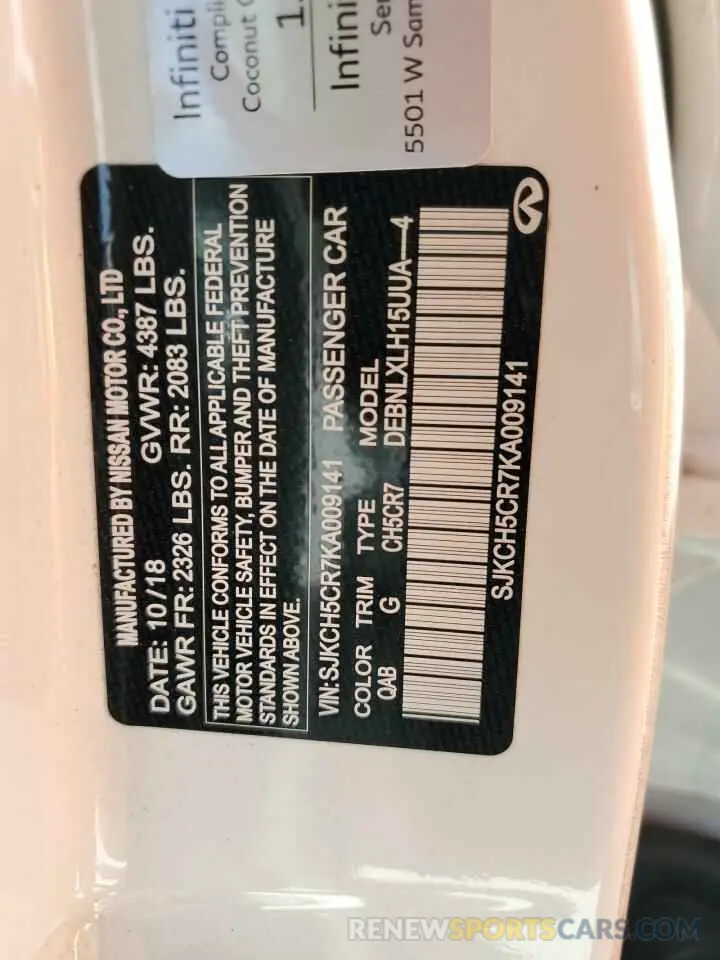 Infiniti
Compli
Coconut C
1.
Infini
Ser
5501 W Sam
MANUFACTURED BY NISSAN MOTOR CO., LTD
DATE: 10/18 GVWR: 4387 LBS.
GAWR FR: 2326 LBS. RR: 2083 LBS.
THIS VEHICLE CONFORMS TO ALL APPLICABLE FEDERAL
MOTOR VEHICLE SAFETY, BUMPER AND THEFT PREVENTION
STANDARDS IN EFFECT ON THE DATE OF MANUFACTURE
SHOWN ABOVE.
VIN: SJKCH5CR7KA009141 PASSENGER CAR
COLOR TRIM TYPE MODEL
QAB G CH5CR7 DEBNLXLH15UUA—4
SJKCH5CR7KA009141
RENEWSPORTSCARS.COM